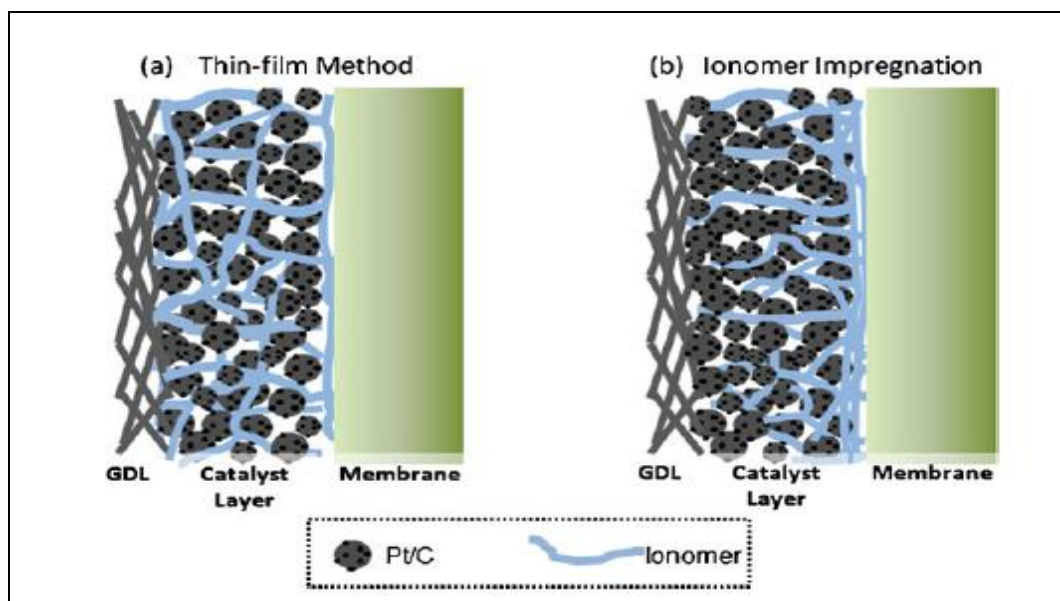 (a) Thin-film Method
(b) Ionomer Impregnation
GDL
Catalyst
Layer
Membrane
GDL
Catalyst
Layer
Membrane
Pt/C
Ionomer